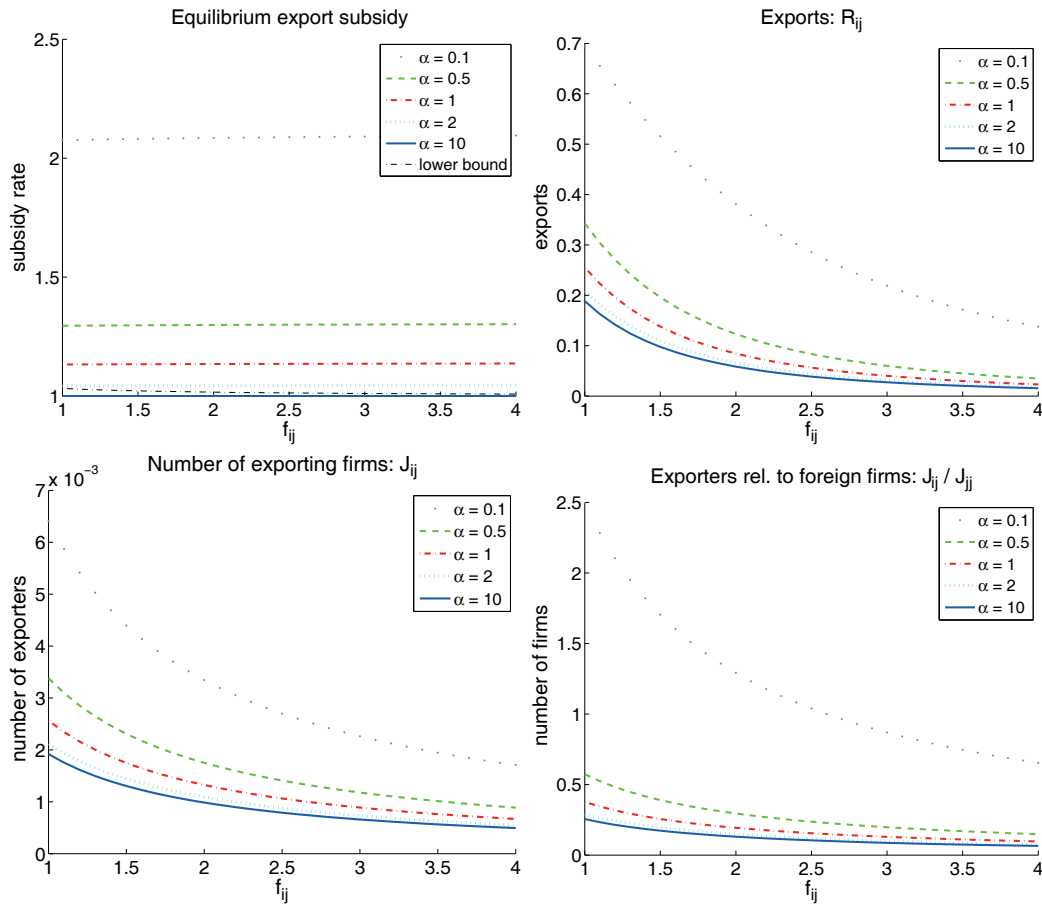 Equilibrium export subsidy
2.5
2
1.5
1
subsidy rate
α = 0.1
α = 0.5
α = 1
α = 2
α = 10
lower bound
1 1.5 2 2.5 3 3.5 4
f_ij
Exports: R_ij
0.7
0.6
0.5
0.4
0.3
0.2
0.1
0
exports
α = 0.1
α = 0.5
α = 1
α = 2
α = 10
1 1.5 2 2.5 3 3.5 4
f_ij
Number of exporting firms: J_ij
x 10^−3
7
6
5
4
3
2
1
0
number of exporters
α = 0.1
α = 0.5
α = 1
α = 2
α = 10
1 1.5 2 2.5 3 3.5 4
f_ij
Exporters rel. to foreign firms: J_ij / J_jj
2.5
2
1.5
1
0.5
0
number of firms
α = 0.1
α = 0.5
α = 1
α = 2
α = 10
1 1.5 2 2.5 3 3.5 4
f_ij